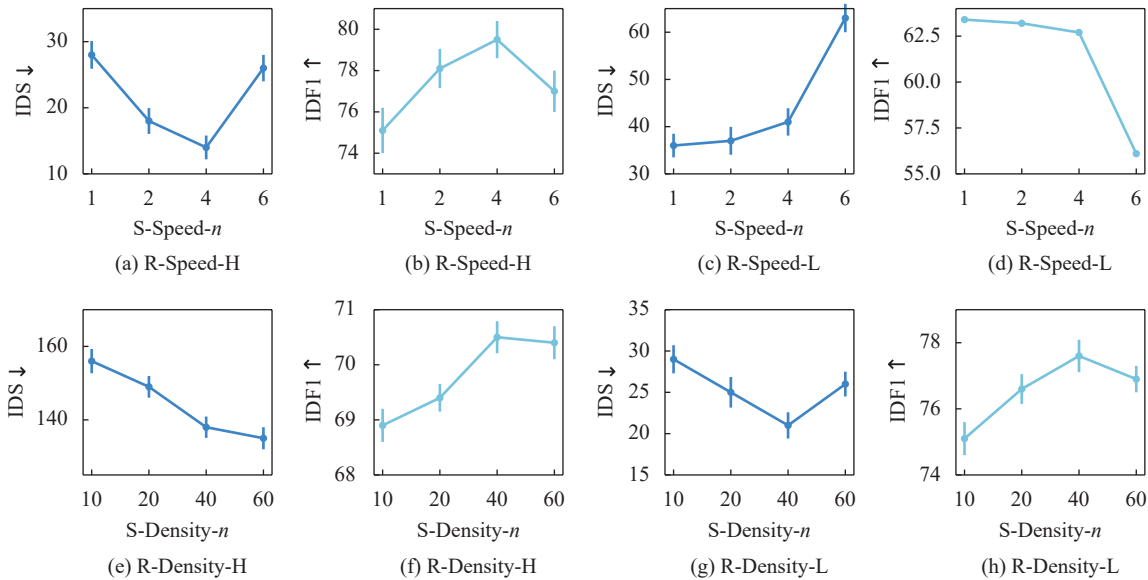 IDS ↓
30
20
10
1 2 4 6
S-Speed-n
(a) R-Speed-H
IDF1 ↑
80
78
76
74
1 2 4 6
S-Speed-n
(b) R-Speed-H
IDS ↓
60
50
40
30
1 2 4 6
S-Speed-n
(c) R-Speed-L
IDF1 ↑
62.5
60.0
57.5
55.0
1 2 4 6
S-Speed-n
(d) R-Speed-L
IDS ↓
160
140
10 20 40 60
S-Density-n
(e) R-Density-H
IDF1 ↑
71
70
69
68
10 20 40 60
S-Density-n
(f) R-Density-H
IDS ↓
35
30
25
20
15
10 20 40 60
S-Density-n
(g) R-Density-L
IDF1 ↑
78
76
74
10 20 40 60
S-Density-n
(h) R-Density-L